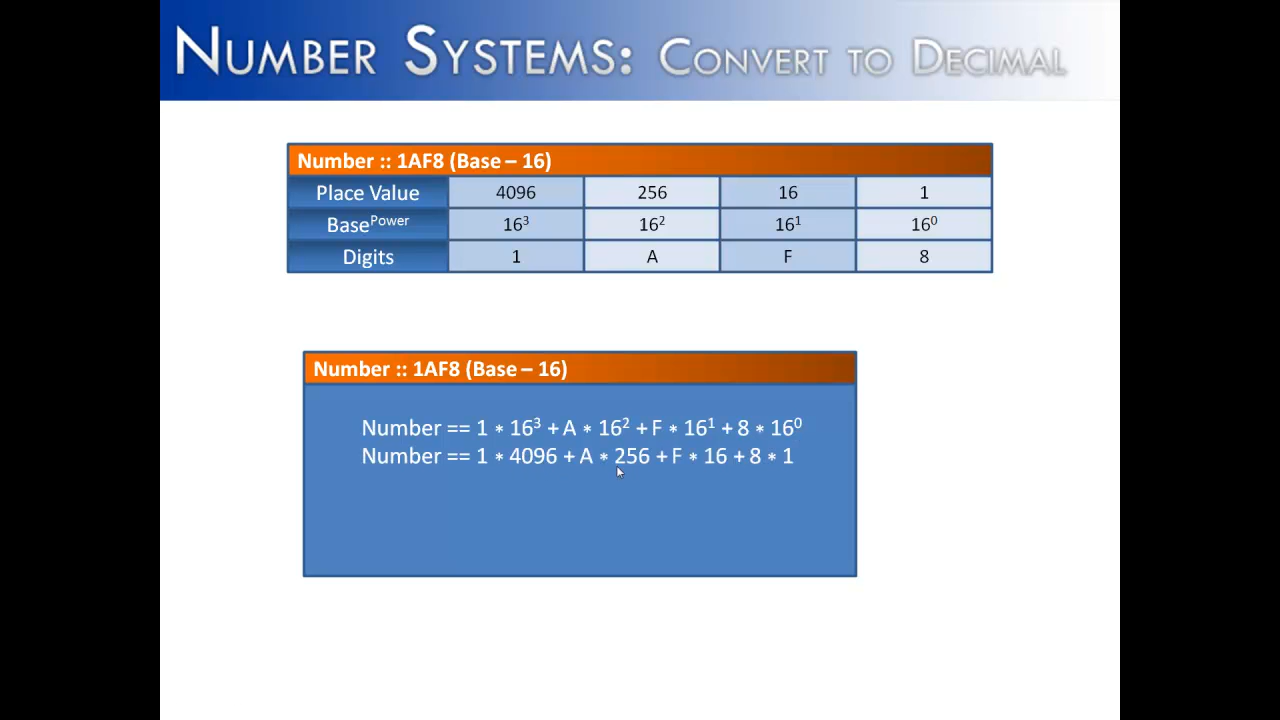 NUMBER SYSTEMS: CONVERT TO DECIMAL
Number :: 1AF8 (Base – 16)
Place Value 4096 256 16 1
Base^Power 16³ 16² 16¹ 16⁰
Digits 1 A F 8
Number :: 1AF8 (Base – 16)
Number == 1 * 16³ + A * 16² + F * 16¹ + 8 * 16⁰
Number == 1 * 4096 + A * 256 + F * 16 + 8 * 1